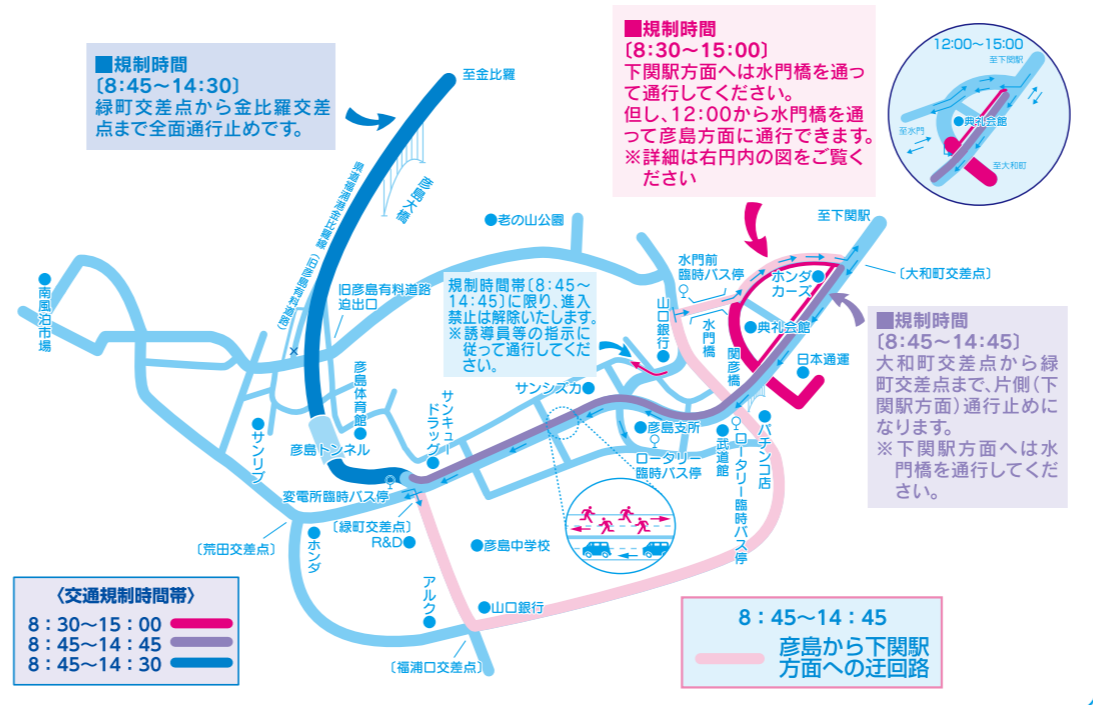 ■規制時間
〔8:45~14:30〕
緑町交差点から金比羅交差
点まで全面通行止めです。
至金比羅
■規制時間
〔8:30~15:00〕
下関駅方面へは水門橋を通っ
て通行してください。
但し、12:00から水門橋を通
って彦島方面に通行できます。
※詳細は右円内の図をご覧く
ださい
12:00~15:00
至下関駅
●典礼会館
至水門
至大和町
彦島大橋
県道福浦港金比羅線(旧彦島有料道路)
●老の山公園
至下関駅
〔大和町交差点〕
水門前
臨時バス停
ホンダ●
カーズ
●南風泊市場
旧彦島有料道路
迫出口
規制時間帯〔8:45~
14:45〕に限り、進入
禁止は解除いたします。
※誘導員等の指示に
従って通行してくだ
さい。
山口銀行●
水門橋
●典礼会館
関彦橋
日本通運
●
■規制時間
〔8:45~14:45〕
大和町交差点から緑
町交差点まで、片側(下
関駅方面)通行止めに
なります。
※下関駅方面へは水
門橋を通行してくだ
さい。
彦島体育館●
サンキュー
ドラッグ●
サンシズカ●
●サンリブ
彦島トンネル
●彦島支所
ロータリー
臨時バス停
●武道館
ロータリー臨時バス停
●パチンコ店
変電所臨時バス停
〔緑町交差点〕
R&D●
〔荒田交差点〕
●ホンダ
●彦島中学校
アルク●
●山口銀行
〔福浦口交差点〕
〈交通規制時間帯〉
8:30~15:00
8:45~14:45
8:45~14:30
8:45~14:45
彦島から下関駅
方面への迂回路